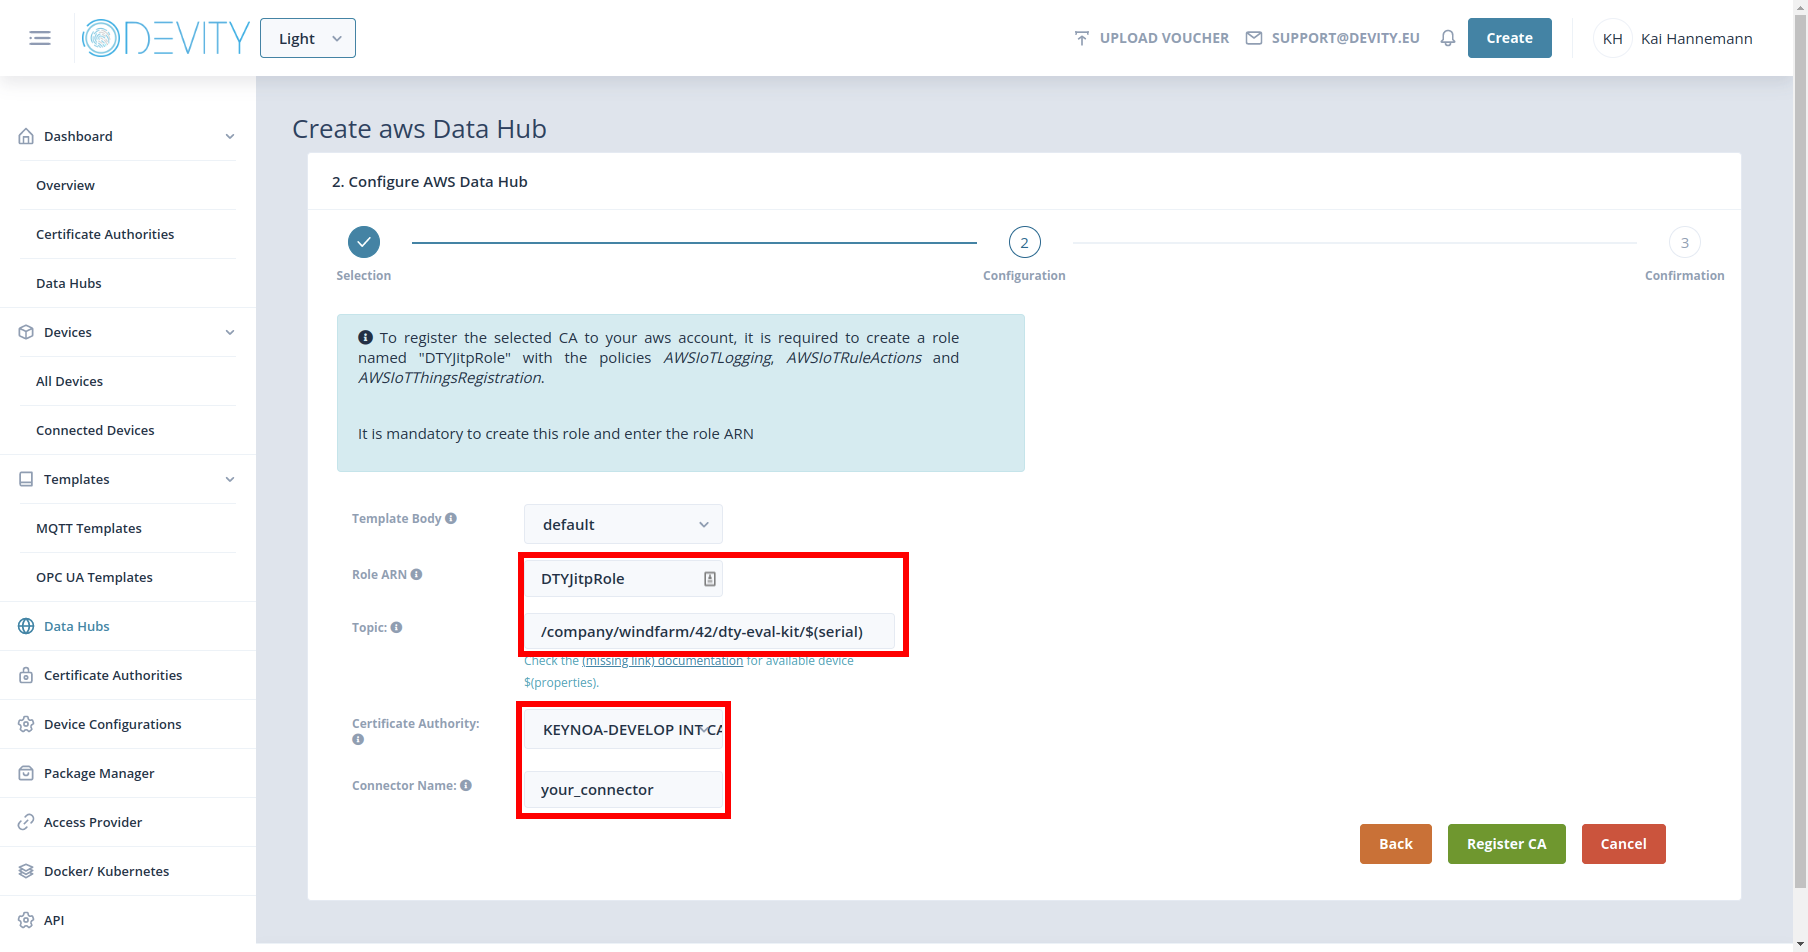 DEVITY
Light
UPLOAD VOUCHER
SUPPORT@DEVITY.EU
Create
KH
Kai Hannemann
Dashboard
Overview
Certificate Authorities
Data Hubs
Devices
All Devices
Connected Devices
Templates
MQTT Templates
OPC UA Templates
Data Hubs
Certificate Authorities
Device Configurations
Package Manager
Access Provider
Docker/ Kubernetes
API
Create aws Data Hub
2. Configure AWS Data Hub
2
3
Selection
Configuration
Confirmation
To register the selected CA to your aws account, it is required to create a role
named "DTYJitpRole" with the policies AWSIoTLogging, AWSIoTRuleActions and
AWSIoTThingsRegistration.
It is mandatory to create this role and enter the role ARN
Template Body
default
Role ARN
DTYJitpRole
Topic:
/company/windfarm/42/dty-eval-kit/$(serial)
Check the (missing link) documentation for available device
$(properties).
Certificate Authority:
KEYNOA-DEVELOP INT CA
Connector Name:
your_connector
Back
Register CA
Cancel